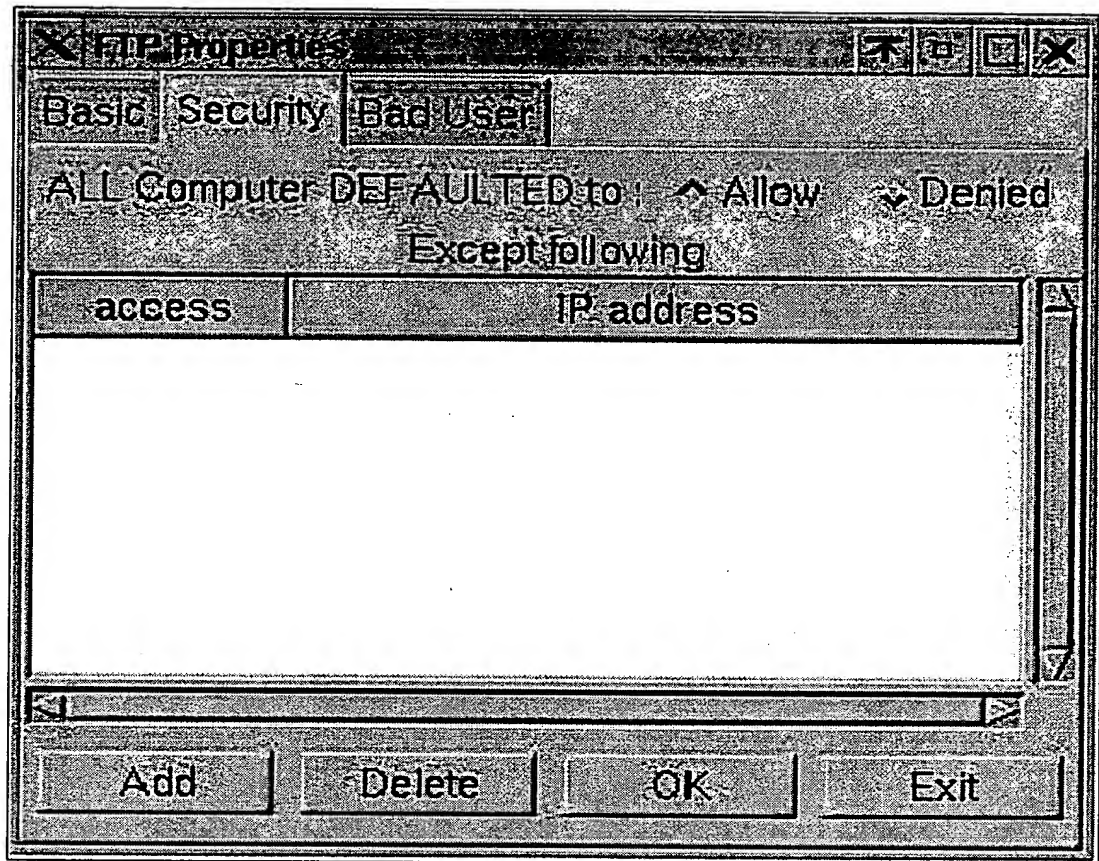 FTP Properties
Basic Security Bad User
ALL Computer DEFAULTED to : Allow Denied
Except following
access IP address
Add Delete OK Exit